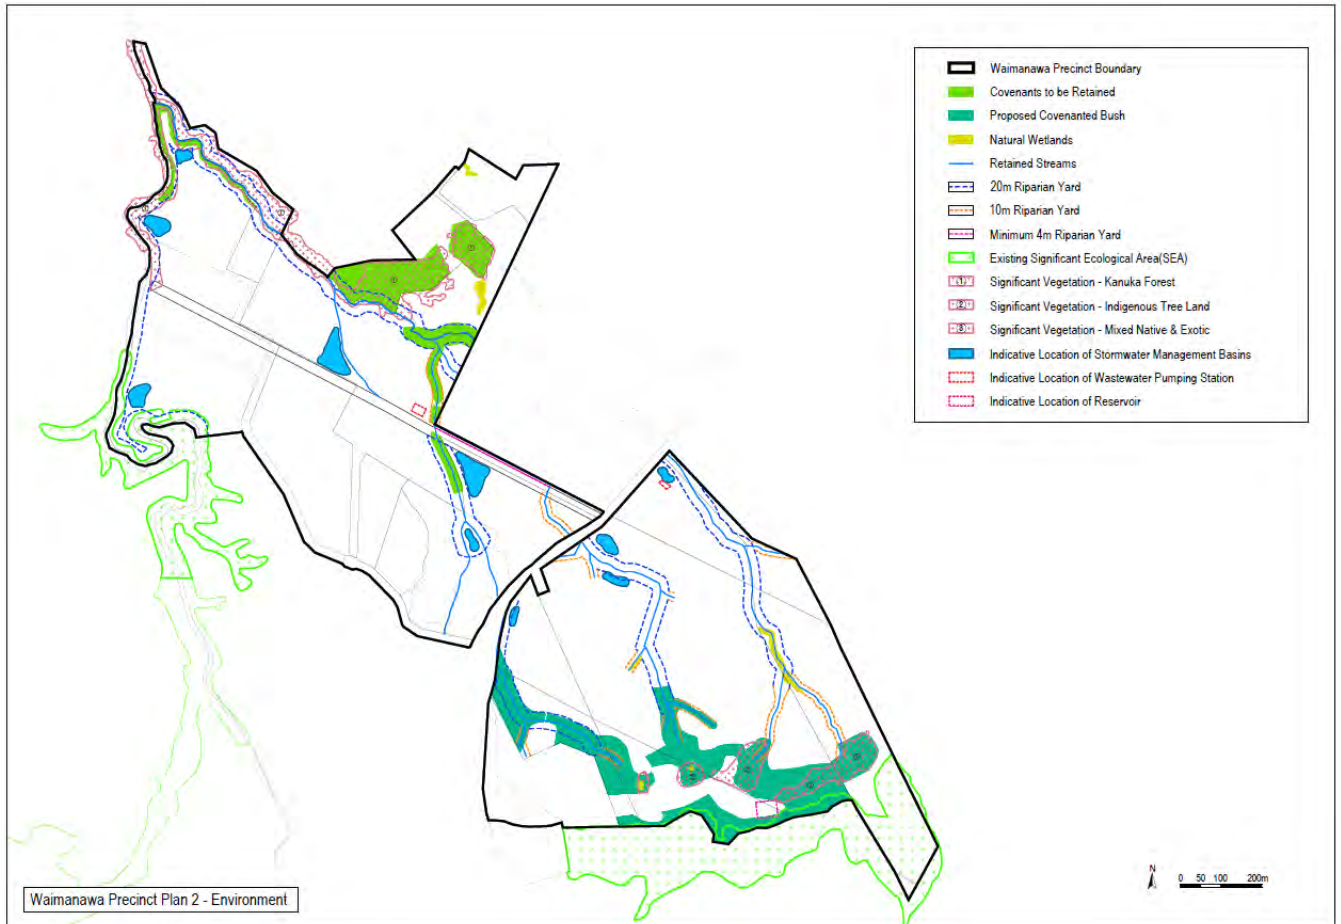 Waimanawa Precinct Boundary
Covenants to be Retained
Proposed Covenanted Bush
Natural Wetlands
Retained Streams
20m Riparian Yard
10m Riparian Yard
Minimum 4m Riparian Yard
Existing Significant Ecological Area(SEA)
1 Significant Vegetation - Kanuka Forest
2 Significant Vegetation - Indigenous Tree Land
3 Significant Vegetation - Mixed Native & Exotic
Indicative Location of Stormwater Management Basins
Indicative Location of Wastewater Pumping Station
Indicative Location of Reservoir
N
0 50 100 200m
Waimanawa Precinct Plan 2 - Environment